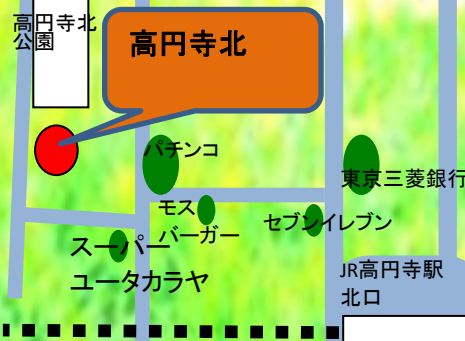 高円寺北
公園
高円寺北
パチンコ
東京三菱銀行
モス
バーガー
セブンイレブン
スーパー
ユータカラヤ
JR高円寺駅
北口